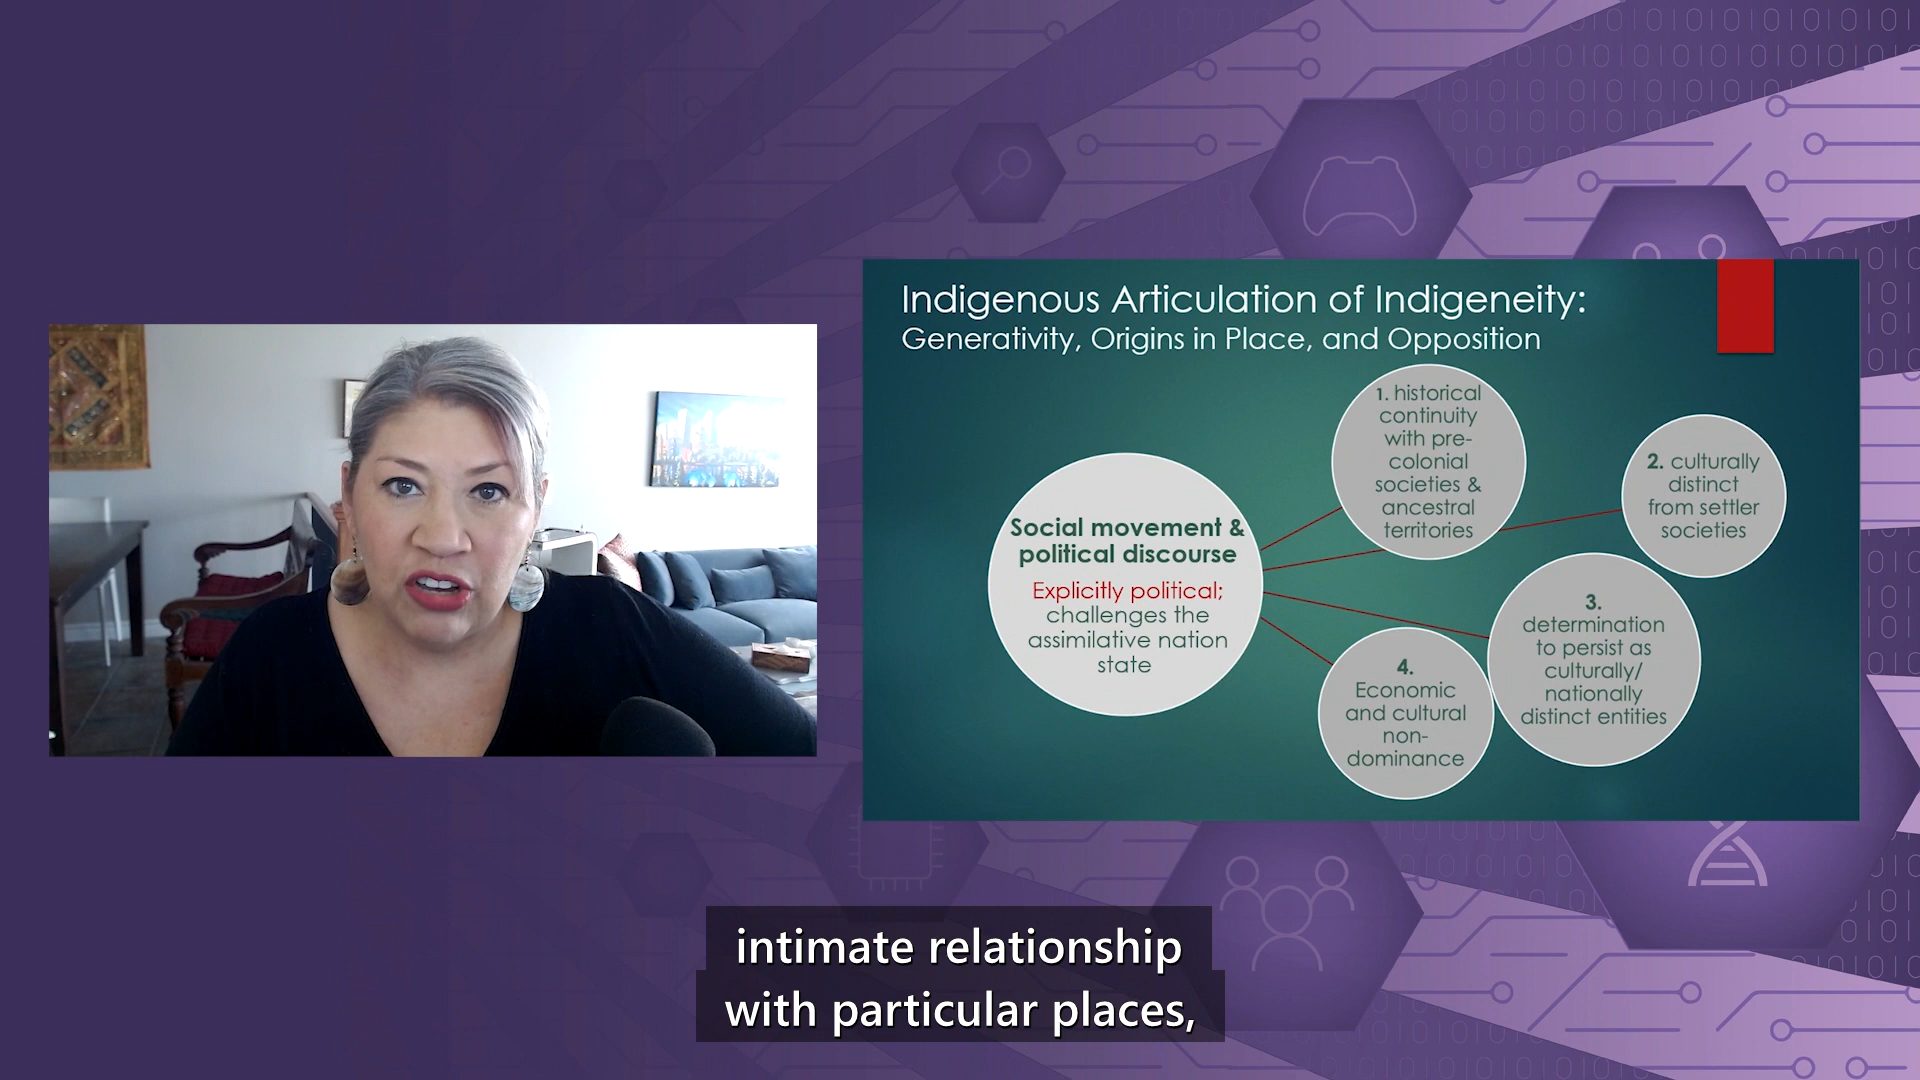 Indigenous Articulation of Indigeneity:
Generativity, Origins in Place, and Opposition
Social movement &
political discourse
Explicitly political;
challenges the
assimilative nation
state
1. historical
continuity
with pre-
colonial
societies &
ancestral
territories
2. culturally
distinct
from settler
societies
3.
determination
to persist as
culturally/
nationally
distinct entities
4.
Economic
and cultural
non-
dominance
intimate relationship
with particular places,